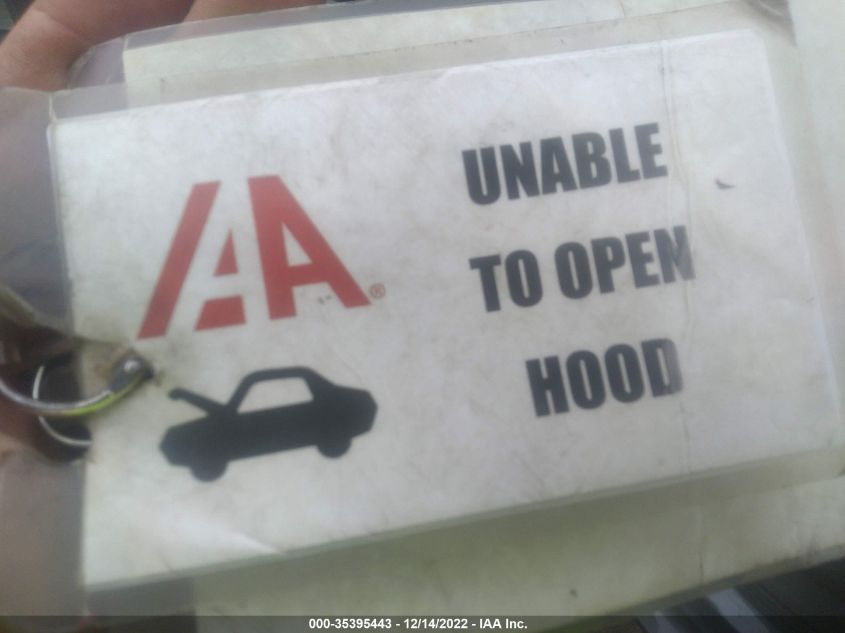 IAA®
UNABLE
TO OPEN
HOOD
000-35395443 - 12/14/2022 - IAA Inc.